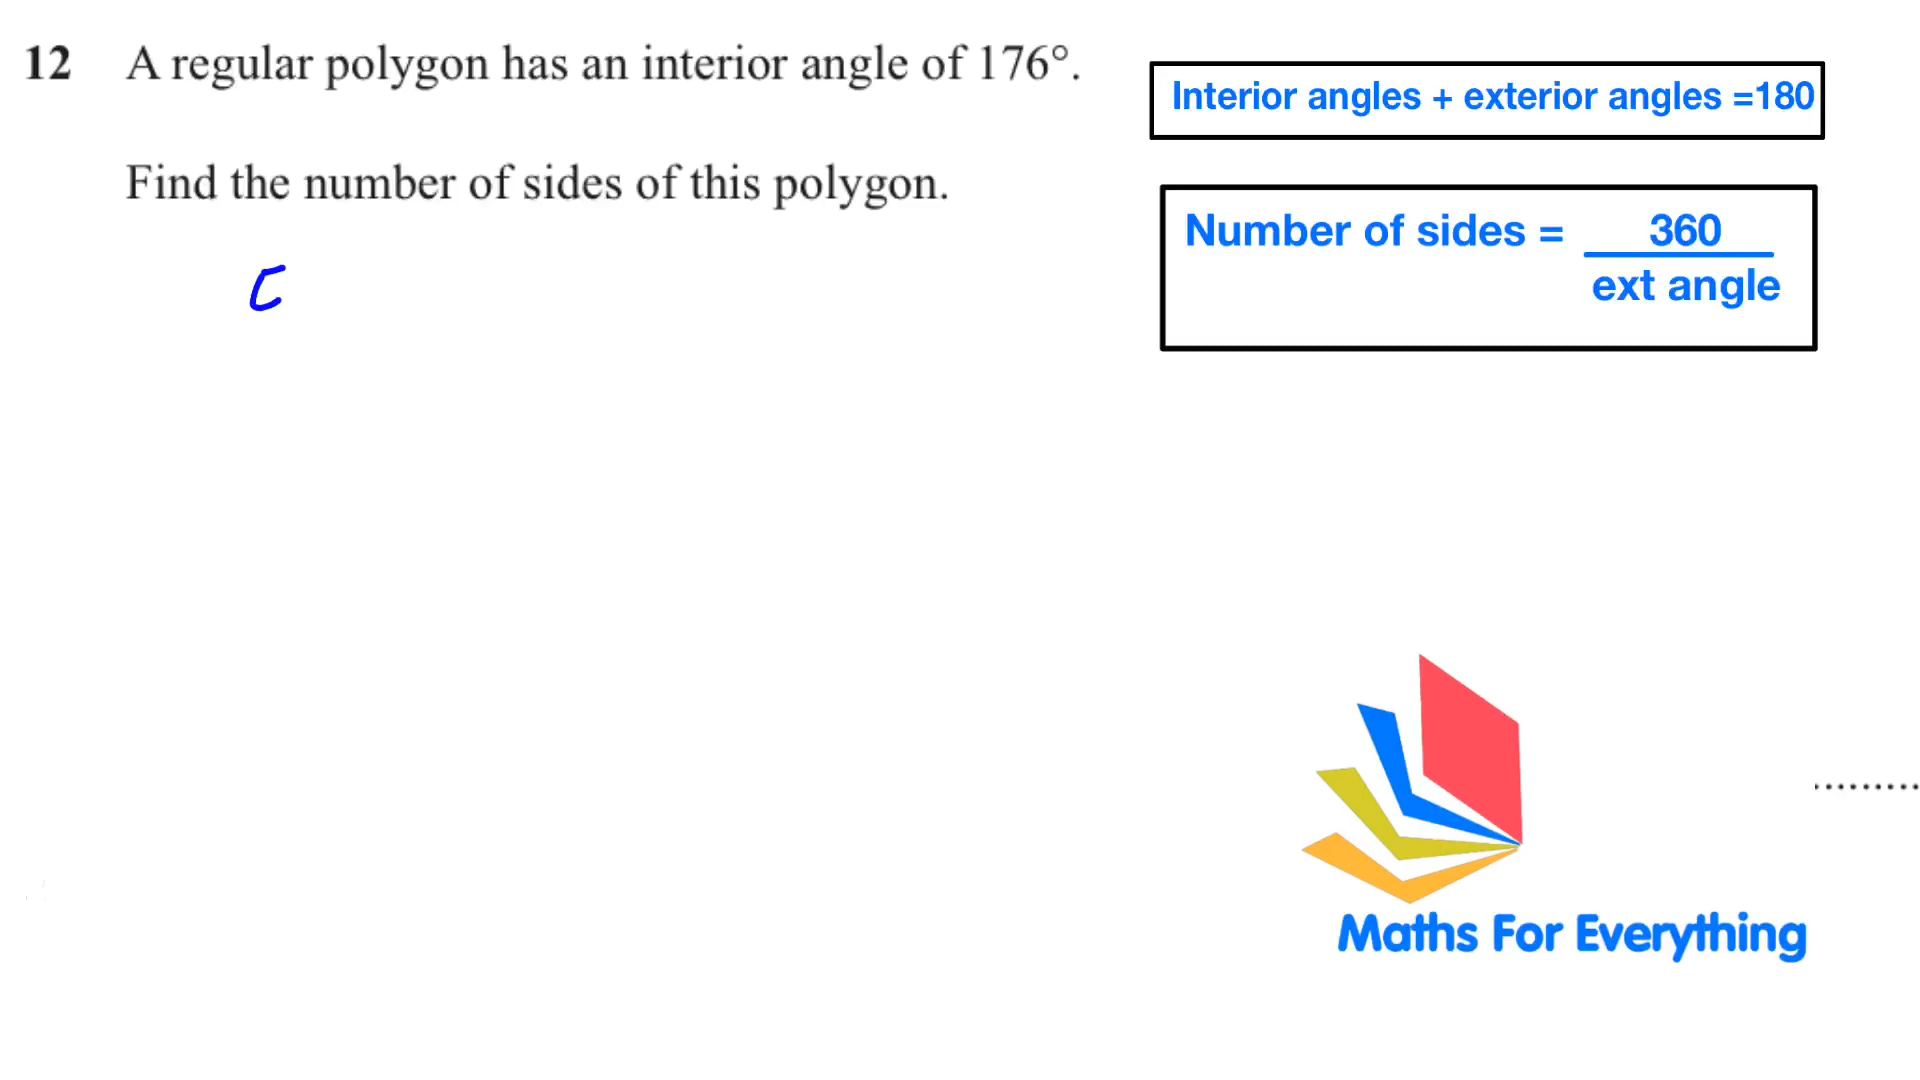 12 A regular polygon has an interior angle of 176°.
Interior angles + exterior angles =180
Find the number of sides of this polygon.
Number of sides = 360
ext angle
.........
Maths For Everything